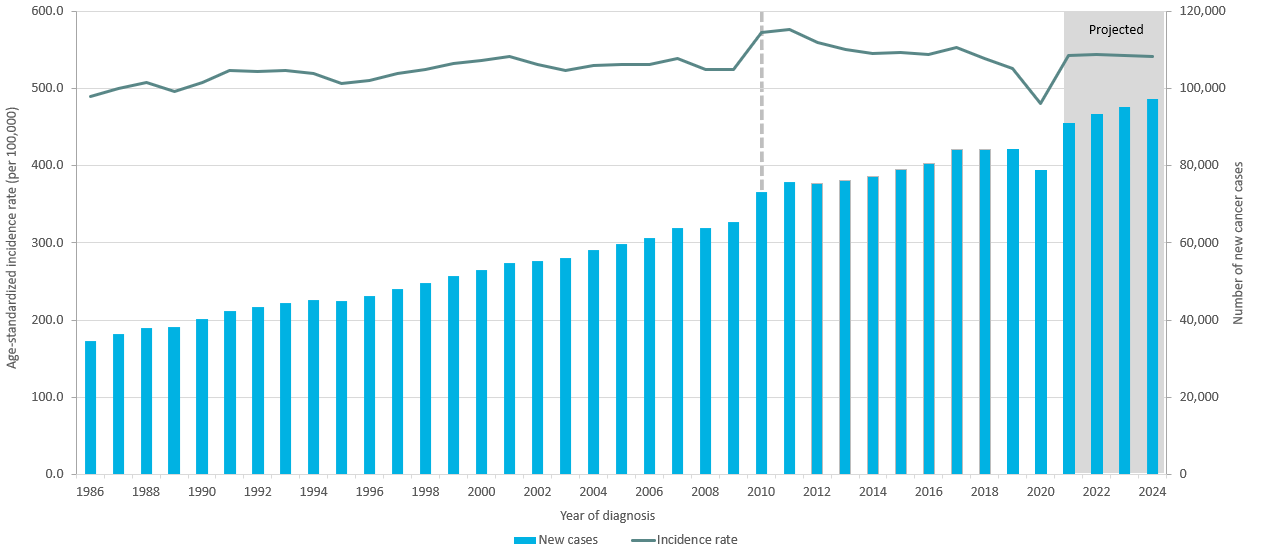 600.0
500.0
400.0
300.0
200.0
100.0
0.0
Age-standardized incidence rate (per 100,000)
Projected
120,000
100,000
80,000
60,000
40,000
20,000
0
Number of new cancer cases
1986 1988 1990 1992 1994 1996 1998 2000 2002 2004 2006 2008 2010 2012 2014 2016 2018 2020 2022 2024
Year of diagnosis
New cases Incidence rate